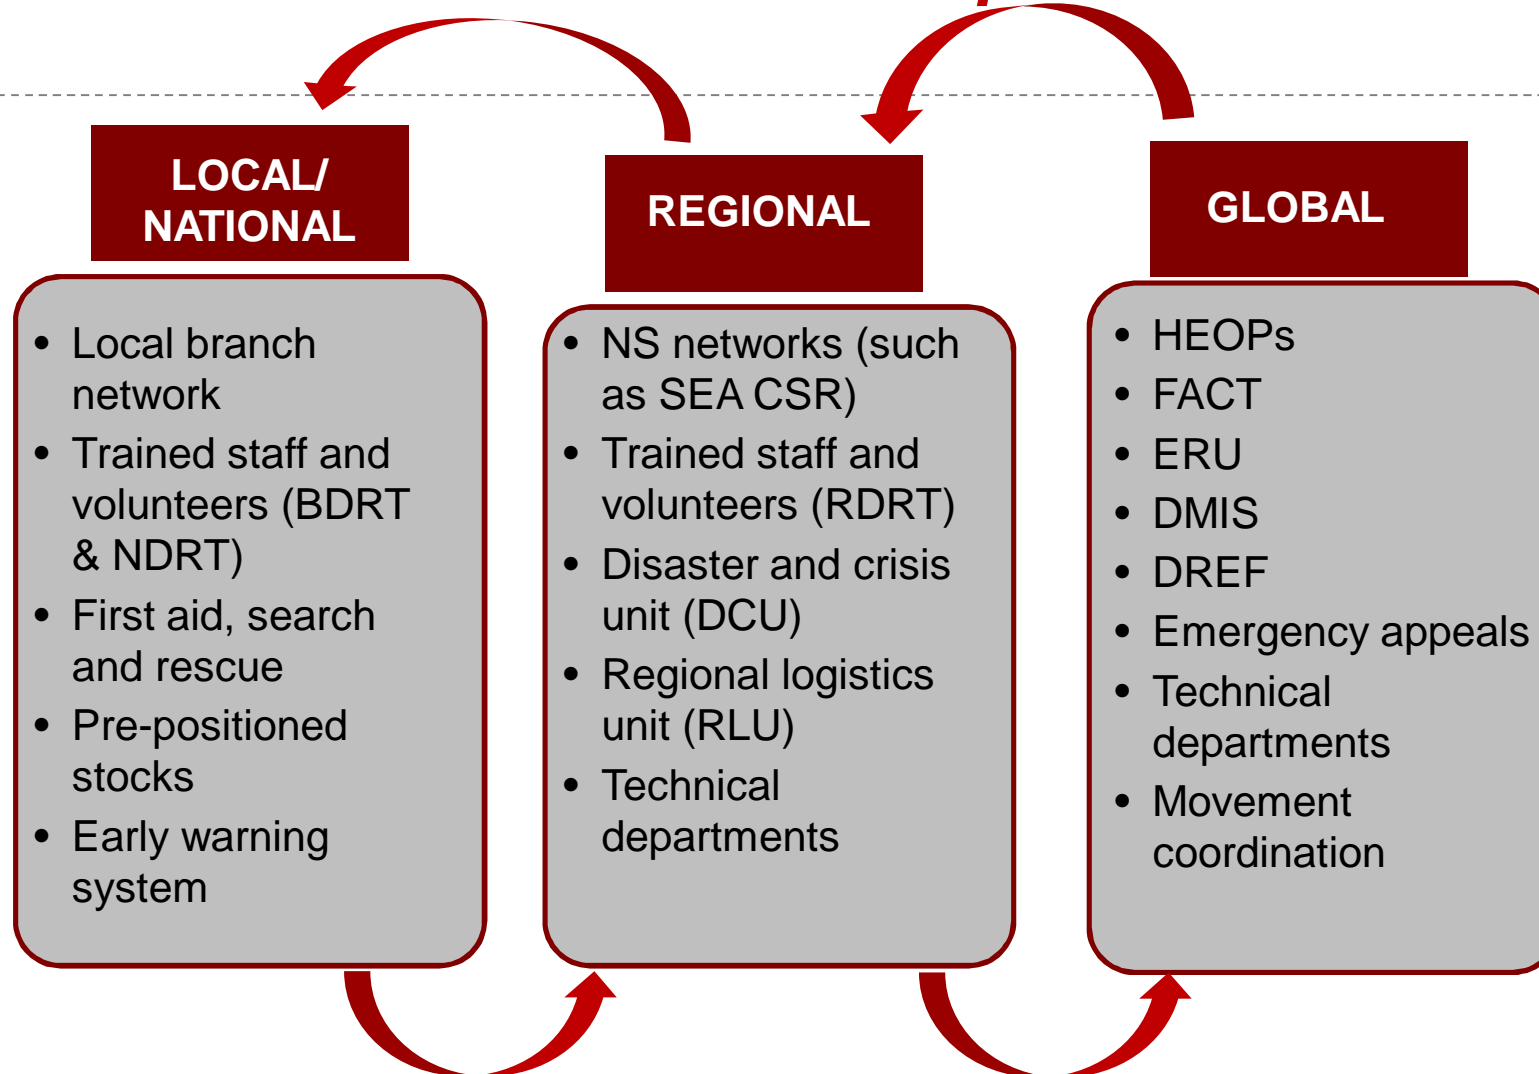 LOCAL/
NATIONAL
• Local branch
network
• Trained staff and
volunteers (BDRT
& NDRT)
• First aid, search
and rescue
• Pre-positioned
stocks
• Early warning
system
REGIONAL
• NS networks (such
as SEA CSR)
• Trained staff and
volunteers (RDRT)
• Disaster and crisis
unit (DCU)
• Regional logistics
unit (RLU)
• Technical
departments
GLOBAL
• HEOPs
• FACT
• ERU
• DMIS
• DREF
• Emergency appeals
• Technical
departments
• Movement
coordination